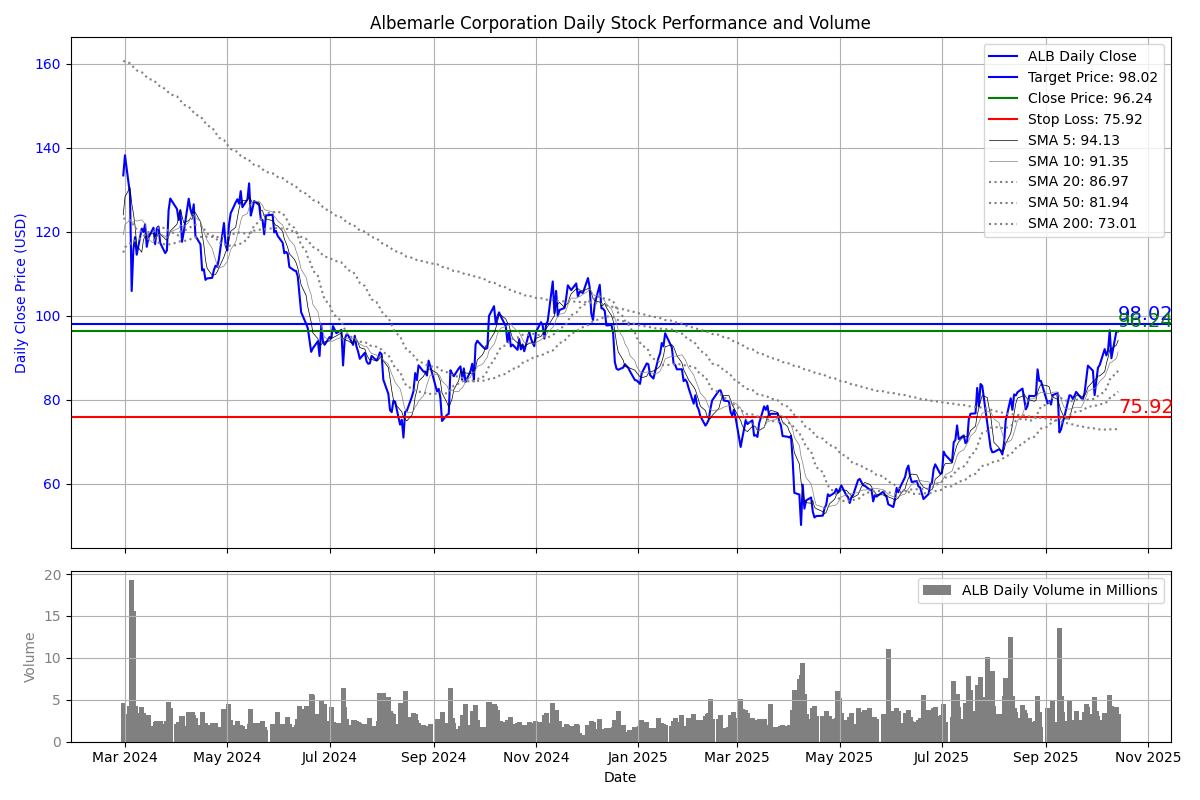 Albemarle Corporation Daily Stock Performance and Volume
Daily Close Price (USD)
160
140
120
100
80
60
ALB Daily Close
Target Price: 98.02
Close Price: 96.24
Stop Loss: 75.92
SMA 5: 94.13
SMA 10: 91.35
SMA 20: 86.97
SMA 50: 81.94
SMA 200: 73.01
98.02
96.24
75.92
Volume
20
15
10
5
0
ALB Daily Volume in Millions
Mar 2024 May 2024 Jul 2024 Sep 2024 Nov 2024 Jan 2025 Mar 2025 May 2025 Jul 2025 Sep 2025 Nov 2025
Date